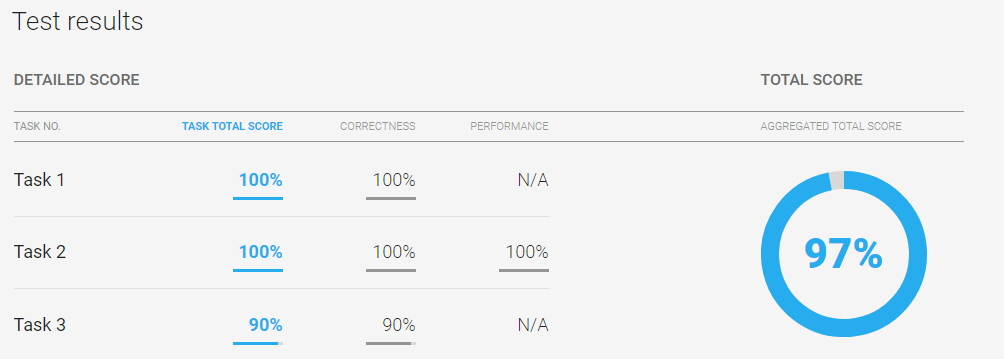 Test results
DETAILED SCORE TOTAL SCORE
TASK NO. TASK TOTAL SCORE CORRECTNESS PERFORMANCE AGGREGATED TOTAL SCORE
Task 1 100% 100% N/A
Task 2 100% 100% 100%
97%
Task 3 90% 90% N/A